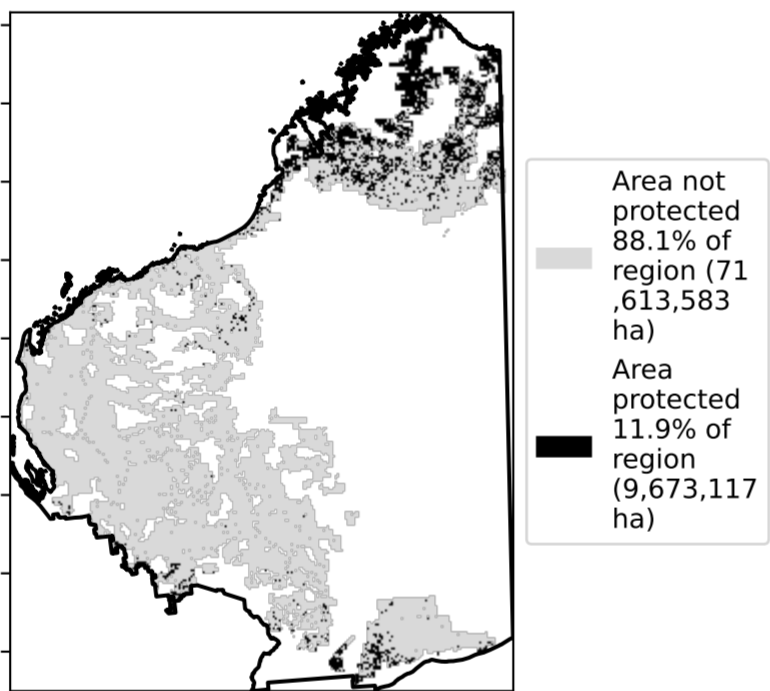 Area not
protected
88.1% of
region (71
,613,583
ha)
Area
protected
11.9% of
region
(9,673,117
ha)